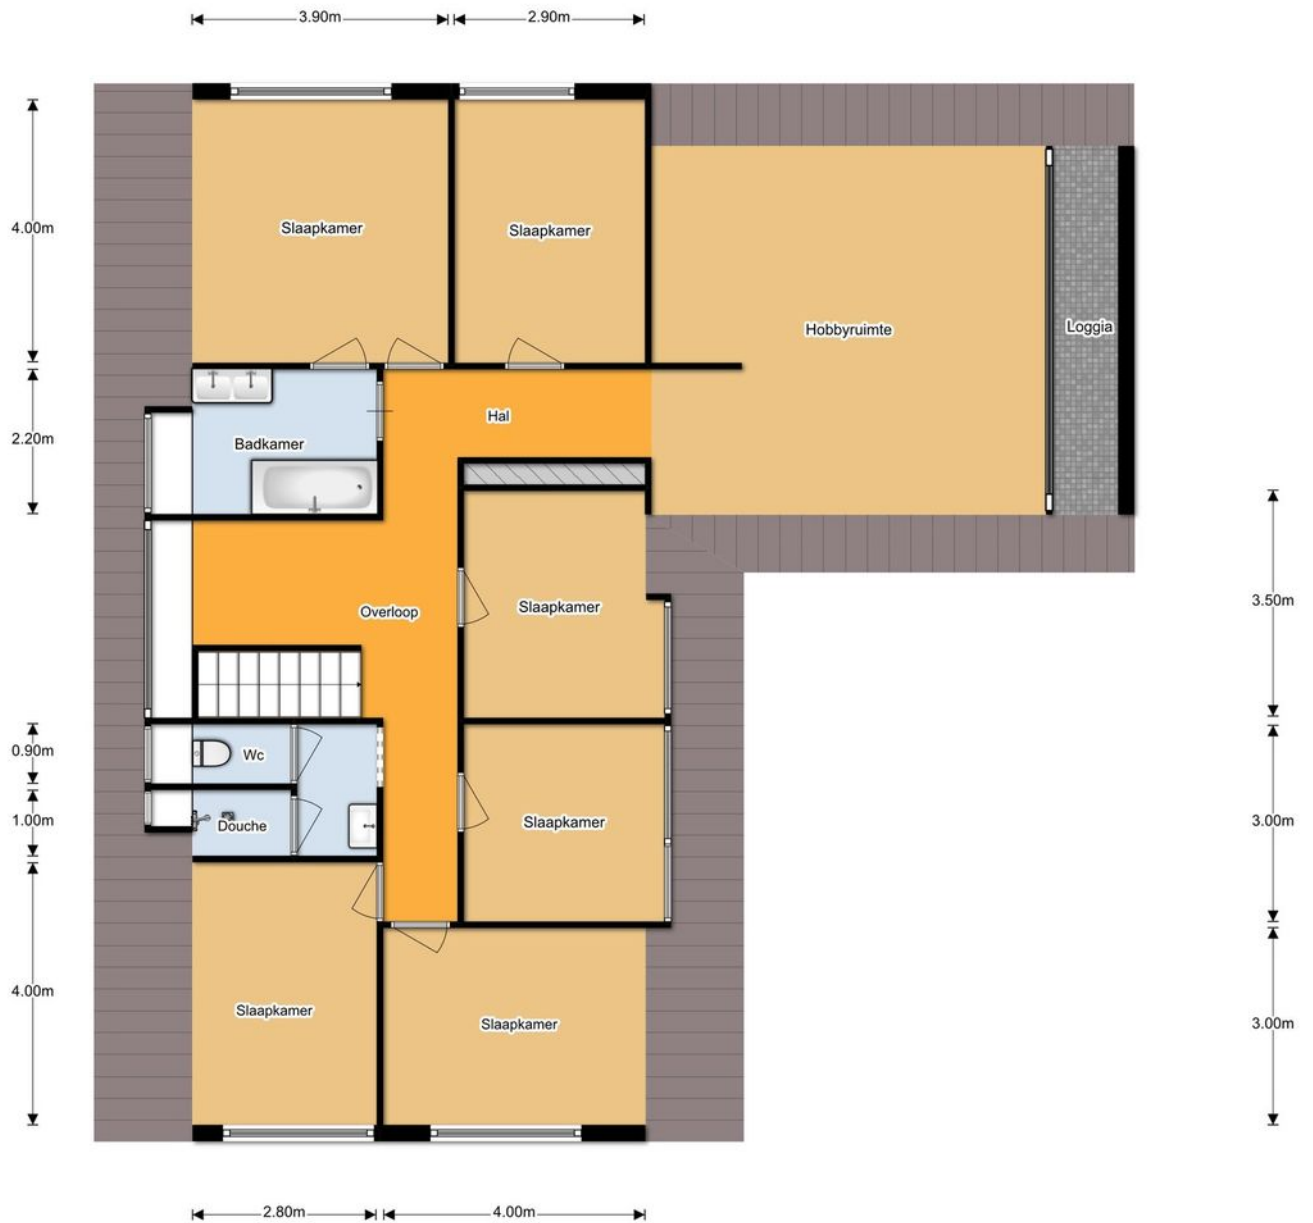 3.90m
2.90m
4.00m
Slaapkamer
Slaapkamer
Hobbyruimte
Loggia
Hal
2.20m
Badkamer
3.50m
Slaapkamer
Overloop
0.90m
Wc
1.00m
Douche
Slaapkamer
3.00m
4.00m
Slaapkamer
Slaapkamer
3.00m
2.80m
4.00m